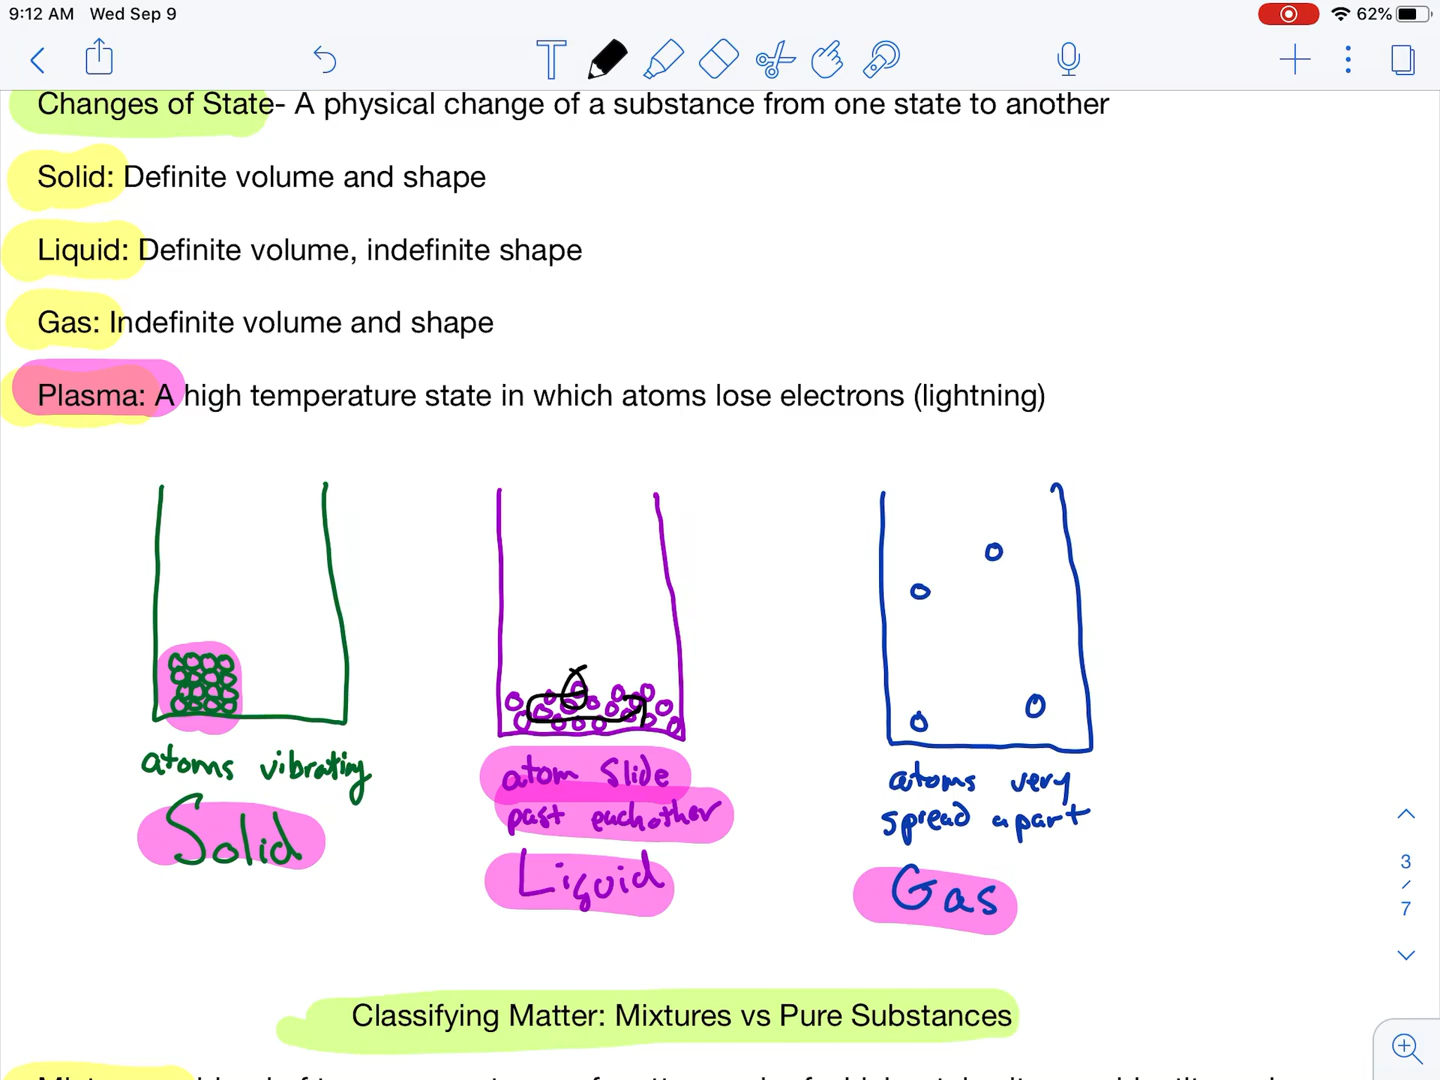 9:12 AM Wed Sep 9
62%
T
Changes of State- A physical change of a substance from one state to another
Solid: Definite volume and shape
Liquid: Definite volume, indefinite shape
Gas: Indefinite volume and shape
Plasma: A high temperature state in which atoms lose electrons (lightning)
atoms vibrating
Solid
atom Slide
past eachother
Liquid
atoms very
spread apart
Gas
3
/
7
Classifying Matter: Mixtures vs Pure Substances